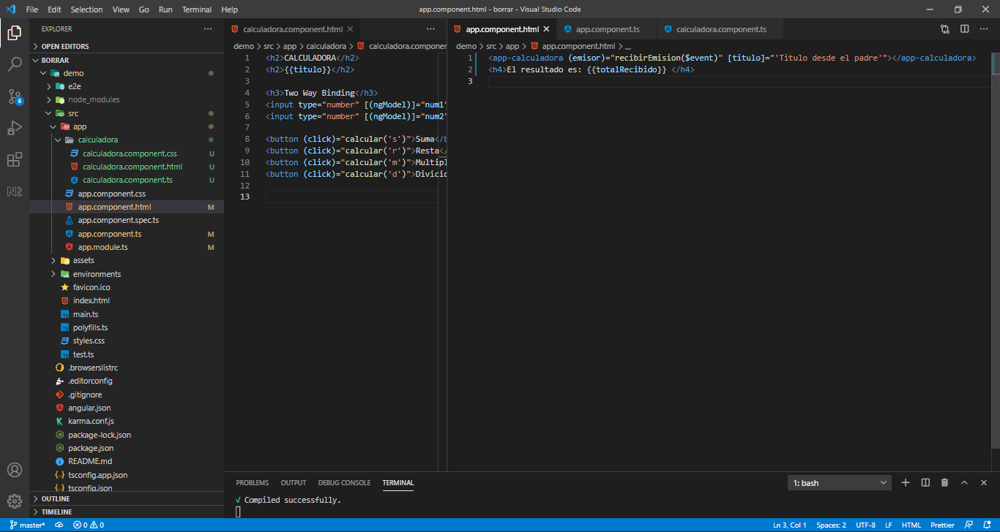 File Edit Selection View Go Run Terminal Help
app.component.html - borrar - Visual Studio Code
EXPLORER
OPEN EDITORS
BORRAR
demo
e2e
node_modules
src
app
calculadora
calculadora.component.css U
calculadora.component.html U
calculadora.component.ts U
app.component.css
app.component.html M
app.component.spec.ts
app.component.ts M
app.module.ts M
assets
environments
favicon.ico
index.html
main.ts
polyfills.ts
styles.css
test.ts
.browserslistrc
.editorconfig
.gitignore
angular.json
karma.conf.js
package-lock.json
package.json
README.md
tsconfig.app.json
tsconfig.json
OUTLINE
TIMELINE
6
calculadora.component.html
demo > src > app > calculadora > calculadora.componen
1 <h2>CALCULADORA</h2>
2 <h2>{{titulo}}</h2>
3
4 <h3>Two Way Binding</h3>
5 <input type="number" [(ngModel)]="num1"
6 <input type="number" [(ngModel)]="num2"
7
8 <button (click)="calcular('s')">Suma</b
9 <button (click)="calcular('r')">Resta</
10 <button (click)="calcular('m')">Multipl
11 <button (click)="calcular('d')">Divicio
12
13
app.component.html app.component.ts calculadora.component.ts
demo > src > app > app.component.html > ...
1 <app-calculadora (emisor)="recibirEmision($event)" [titulo]="'Titulo desde el padre'"></app-calculadora>
2 <h4>El resultado es: {{totalRecibido}} </h4>
3
PROBLEMS OUTPUT DEBUG CONSOLE TERMINAL
1: bash
√ Compiled successfully.
master* 0 0
Ln 3, Col 1 Spaces: 2 UTF-8 LF HTML Prettier